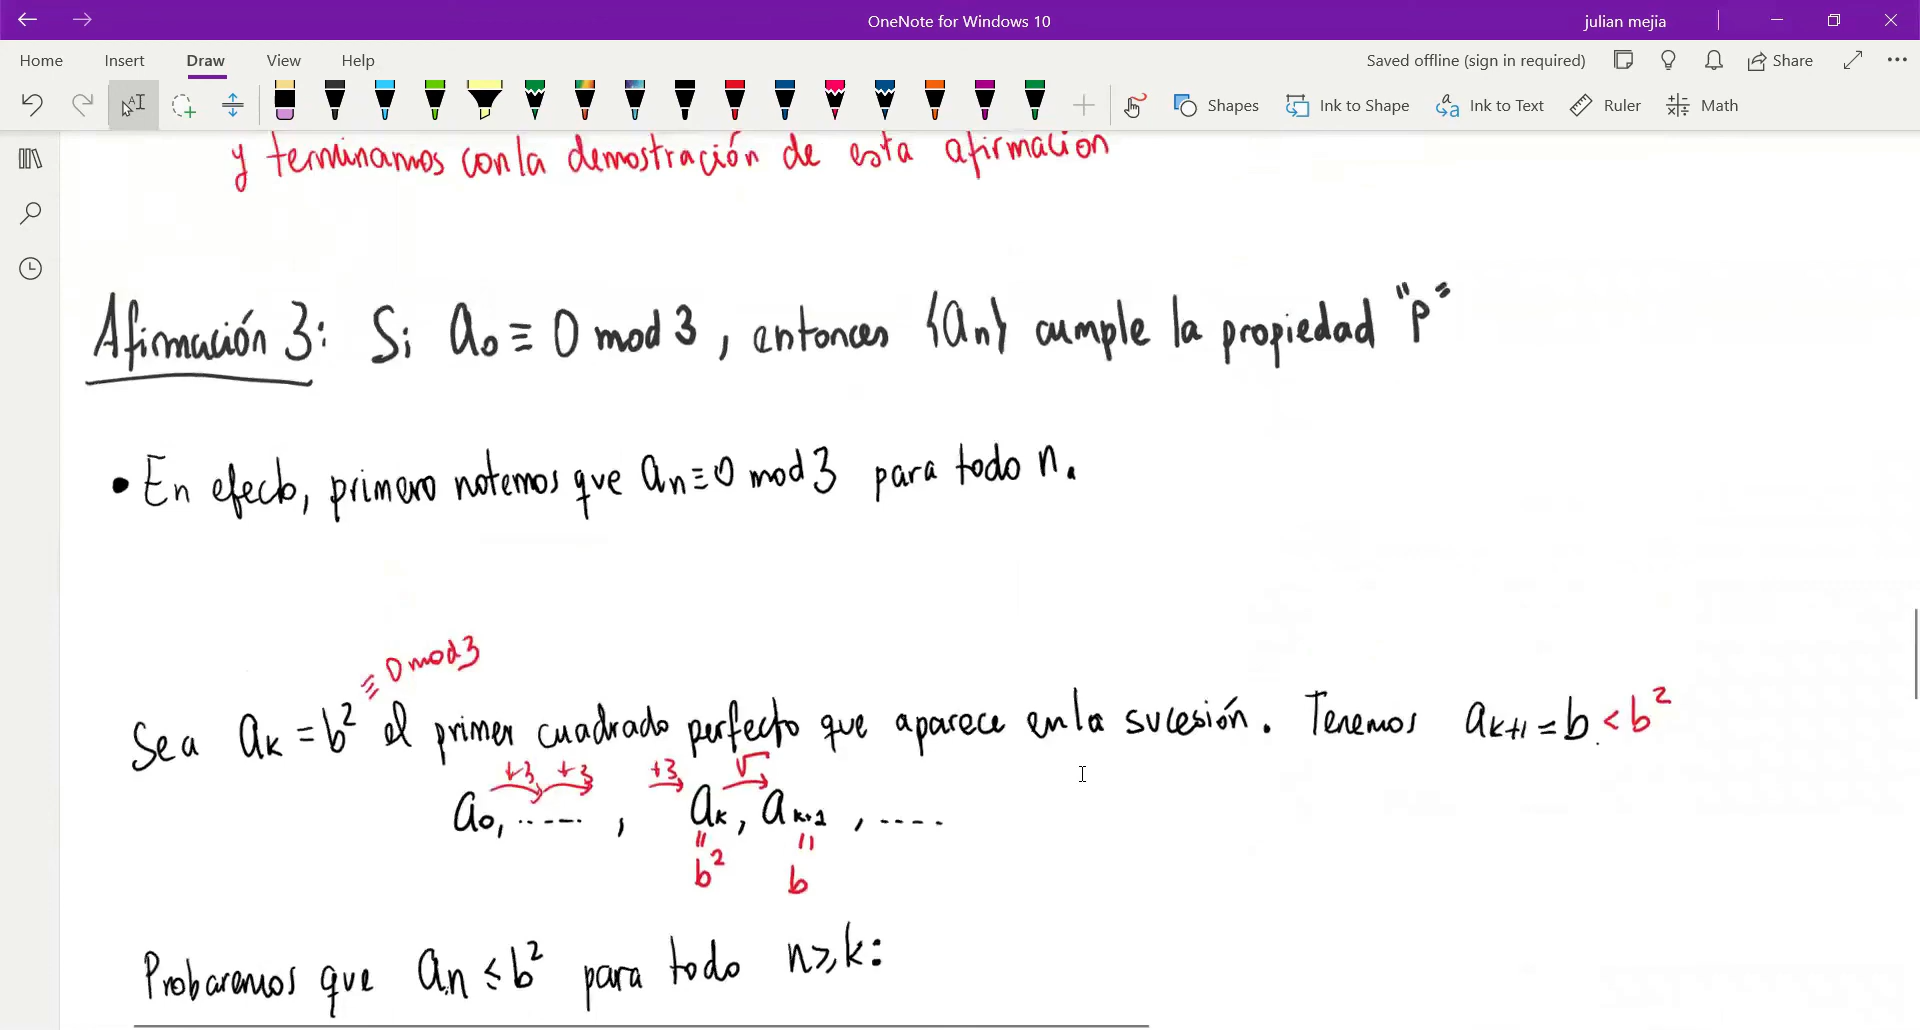 OneNote for Windows 10
julian mejia
Home Insert Draw View Help
Saved offline (sign in required) Share
Shapes Ink to Shape Ink to Text Ruler Math
y terminamos con la demostración de esta afirmacion
Afirmación 3: Si a₀ ≡ 0 mod 3, entonces {aₙ} cumple la propiedad "P"
• En efecto, primero notemos que aₙ ≡ 0 mod 3 para todo n.
≡ 0 mod 3
Sea aₖ = b² el primer cuadrado perfecto que aparece en la sucesión. Tenemos aₖ₊₁ = b < b²
+3 +3 +3 √
a₀, ......, aₖ, aₖ₊₁, .....
" "
b² b
Probaremos que aₙ ≤ b² para todo n ≥ k: